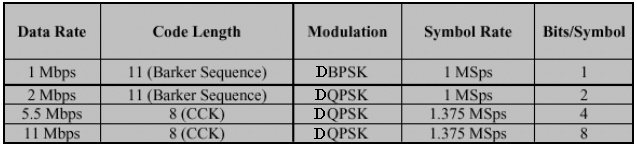 Data Rate Code Length Modulation Symbol Rate Bits/Symbol
1 Mbps 11 (Barker Sequence) DBPSK 1 MSps 1
2 Mbps 11 (Barker Sequence) DQPSK 1 MSps 2
5.5 Mbps 8 (CCK) DQPSK 1.375 MSps 4
11 Mbps 8 (CCK) DQPSK 1.375 MSps 8